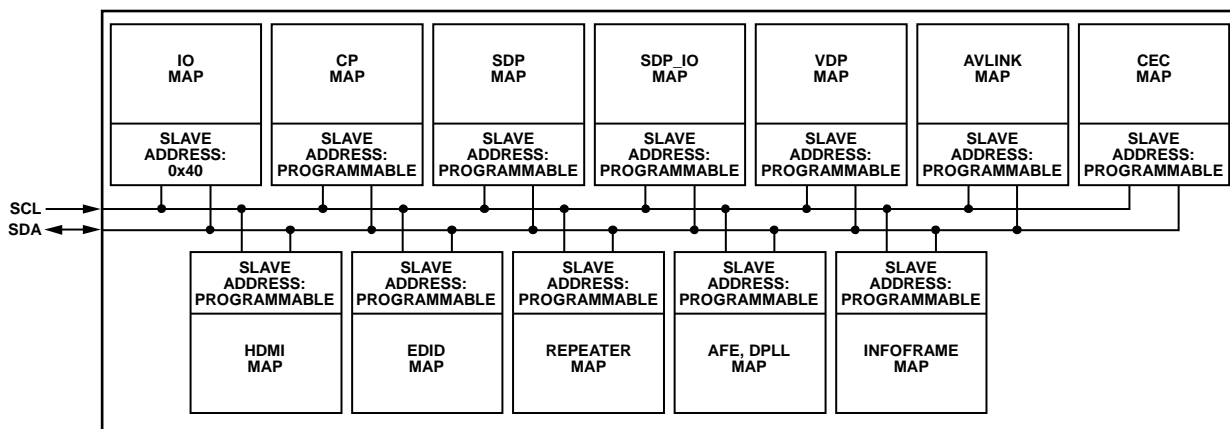 IO
MAP
CP
MAP
SDP
MAP
SDP_IO
MAP
VDP
MAP
AVLINK
MAP
CEC
MAP
SLAVE
ADDRESS:
0x40
SLAVE
ADDRESS:
PROGRAMMABLE
SLAVE
ADDRESS:
PROGRAMMABLE
SLAVE
ADDRESS:
PROGRAMMABLE
SLAVE
ADDRESS:
PROGRAMMABLE
SLAVE
ADDRESS:
PROGRAMMABLE
SLAVE
ADDRESS:
PROGRAMMABLE
SCL
SDA
SLAVE
ADDRESS:
PROGRAMMABLE
SLAVE
ADDRESS:
PROGRAMMABLE
SLAVE
ADDRESS:
PROGRAMMABLE
SLAVE
ADDRESS:
PROGRAMMABLE
SLAVE
ADDRESS:
PROGRAMMABLE
HDMI
MAP
EDID
MAP
REPEATER
MAP
AFE, DPLL
MAP
INFOFRAME
MAP